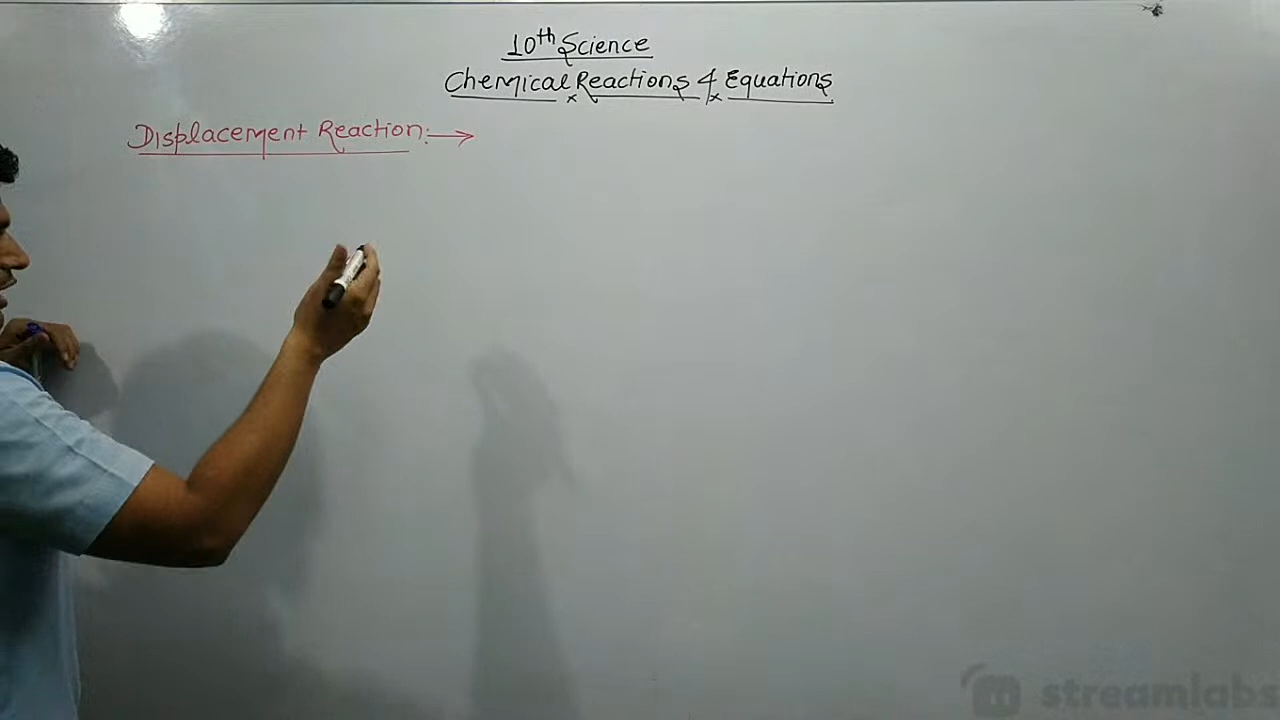 10th Science
Chemical Reactions & Equations
Displacement Reaction:→
streamlabs